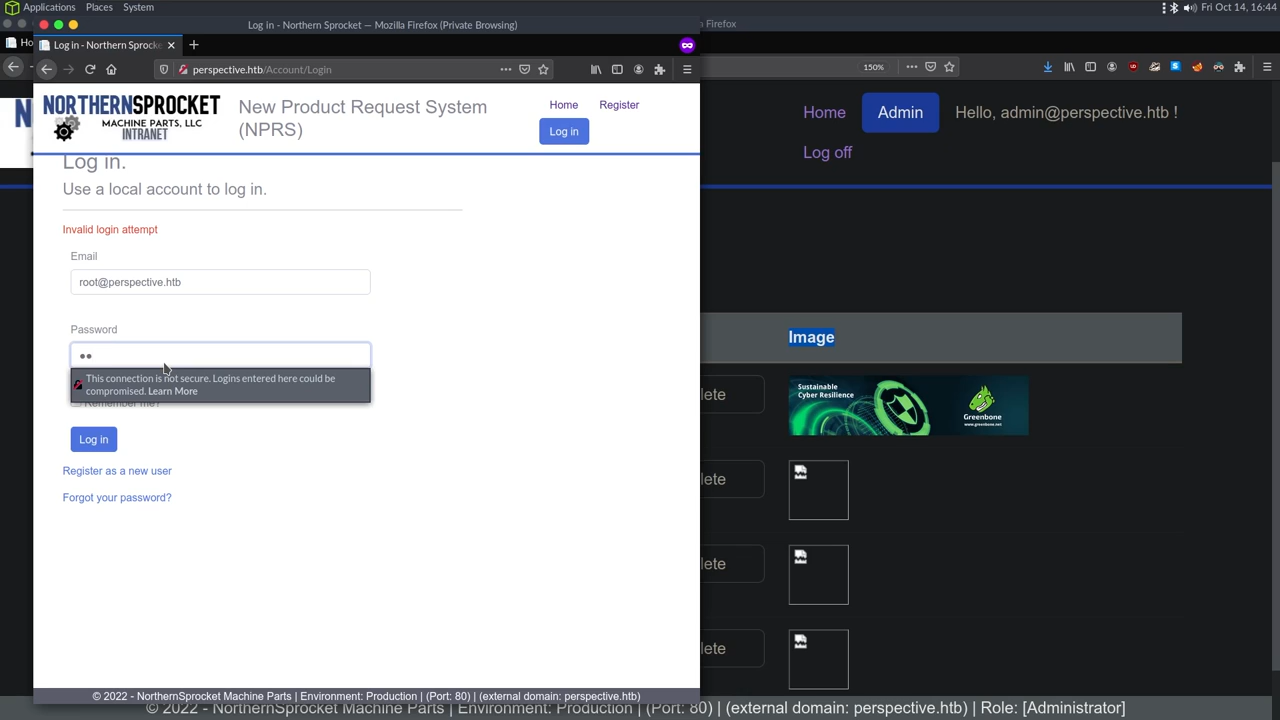 Applications Places System
Fri Oct 14, 16:44
Log in - Northern Sprocket — Mozilla Firefox (Private Browsing)
Firefox
Ho
Log in - Northern Sprocke
perspective.htb/Account/Login
150%
NORTHERNSPROCKET
MACHINE PARTS, LLC
INTRANET
New Product Request System
(NPRS)
Home
Register
Log in
Home
Admin
Hello, admin@perspective.htb !
Log off
Log in.
Use a local account to log in.
Invalid login attempt
Email
root@perspective.htb
Password
This connection is not secure. Logins entered here could be
compromised. Learn More
Remember me?
Log in
Register as a new user
Forgot your password?
Image
lete
Sustainable
Cyber Resilience
Greenbone
www.greenbone.net
lete
lete
lete
© 2022 - NorthernSprocket Machine Parts | Environment: Production | (Port: 80) | (external domain: perspective.htb)
© 2022 - NorthernSprocket Machine Parts | Environment: Production | (Port: 80) | (external domain: perspective.htb) | Role: [Administrator]